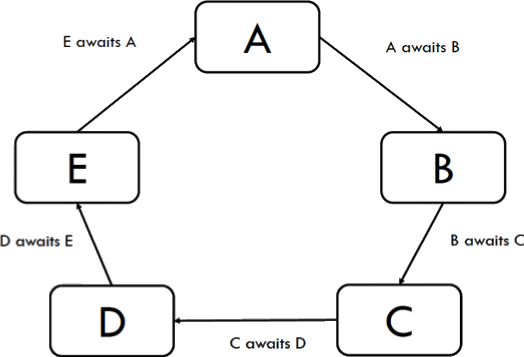 A
E awaits A
A awaits B
E
B
D awaits E
B awaits C
D
C
C awaits D